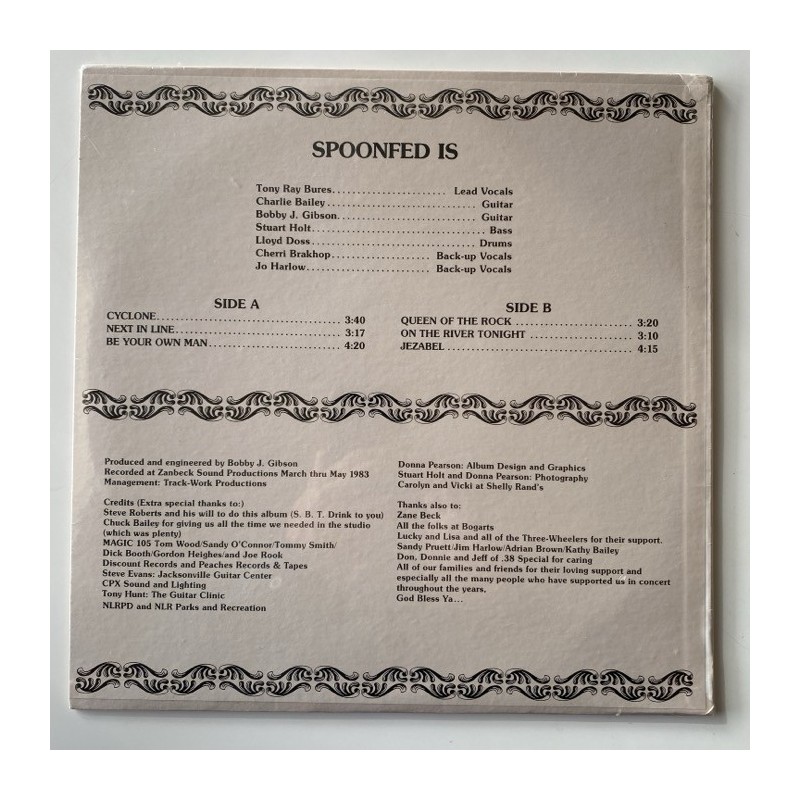 SPOONFED IS
Tony Ray Bures...................... Lead Vocals
Charlie Bailey............................ Guitar
Bobby J. Gibson.......................... Guitar
Stuart Holt................................. Bass
Lloyd Doss................................ Drums
Cherri Brakhop.................... Back-up Vocals
Jo Harlow......................... Back-up Vocals
SIDE A
CYCLONE.................................. 3:40
NEXT IN LINE.............................. 3:17
BE YOUR OWN MAN........................ 4:20
SIDE B
QUEEN OF THE ROCK ...................... 3:20
ON THE RIVER TONIGHT ................... 3:10
JEZABEL.................................. 4:15
Produced and engineered by Bobby J. Gibson
Recorded at Zanbeck Sound Productions March thru May 1983
Management: Track-Work Productions
Credits (Extra special thanks to:)
Steve Roberts and his will to do this album (S. B. T. Drink to you)
Chuck Bailey for giving us all the time we needed in the studio
(which was plenty)
MAGIC 105 Tom Wood/Sandy O'Connor/Tommy Smith/
Dick Booth/Gordon Heighes/and Joe Rook
Discount Records and Peaches Records & Tapes
Steve Evans: Jacksonville Guitar Center
CPX Sound and Lighting
Tony Hunt: The Guitar Clinic
NLRPD and NLR Parks and Recreation
Donna Pearson: Album Design and Graphics
Stuart Holt and Donna Pearson: Photography
Carolyn and Vicki at Shelly Rand's
Thanks also to:
Zane Beck
All the folks at Bogarts
Lucky and Lisa and all of the Three-Wheelers for their support.
Sandy Pruett/Jim Harlow/Adrian Brown/Kathy Bailey
Don, Donnie and Jeff of .38 Special for caring
All of our families and friends for their loving support and
especially all the many people who have supported us in concert
throughout the years,
God Bless Ya...